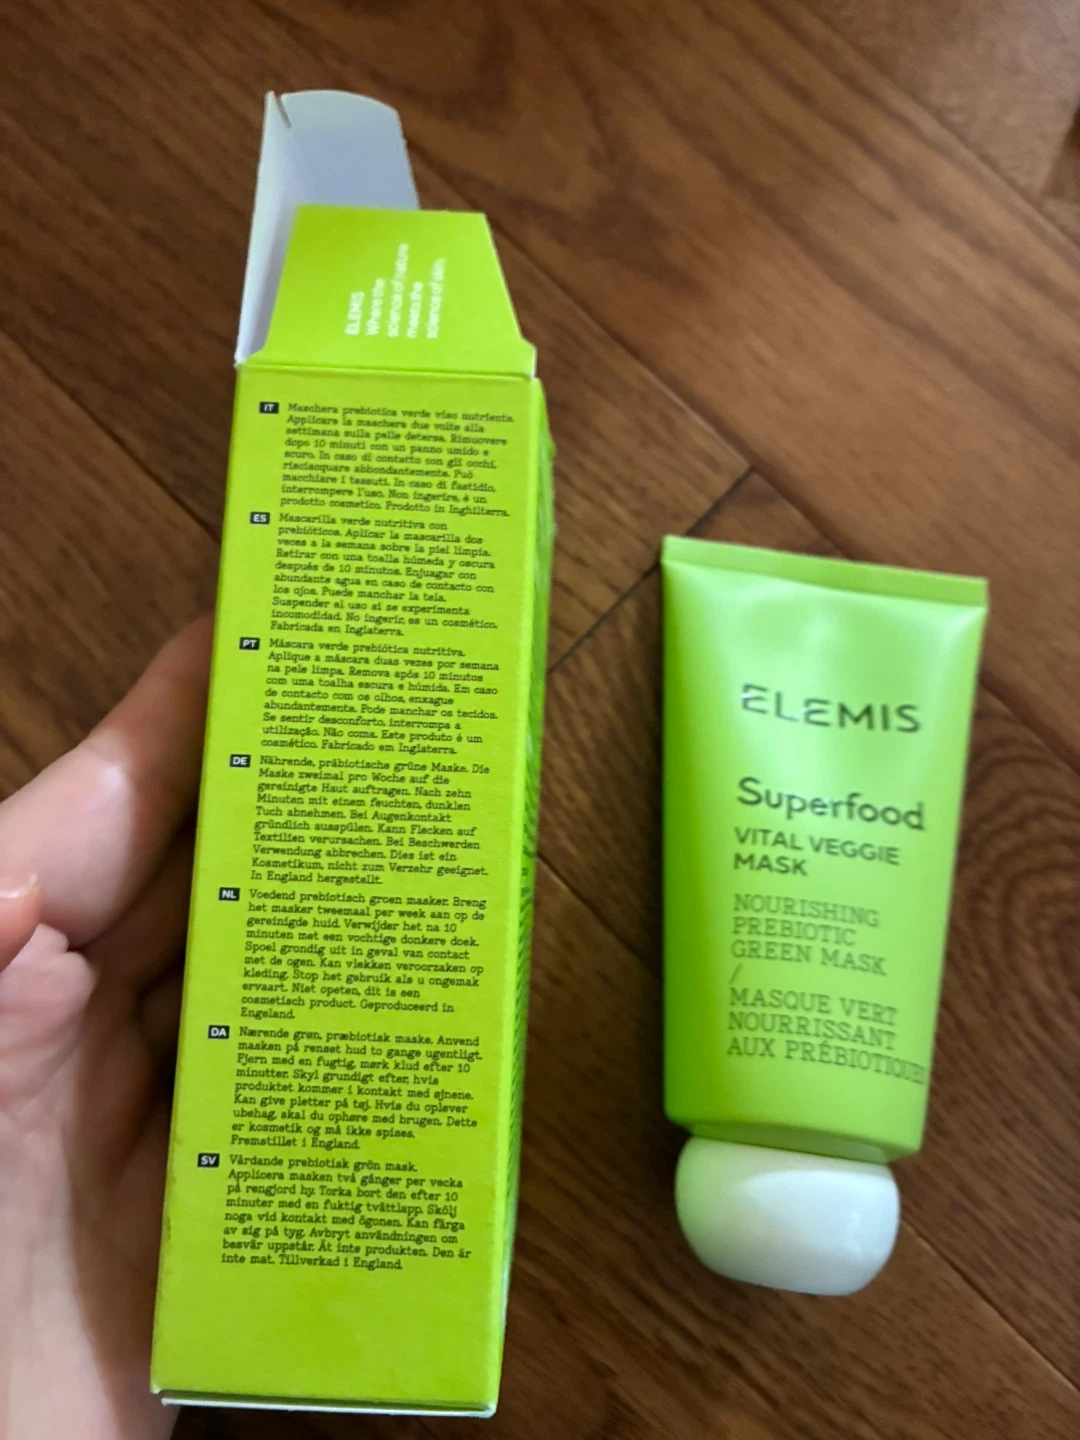 ELEMIS
Where the
science of nature
meets the
science of skin.
IT Maschera prebiotica verde viso nutriente.
Applicare la maschera due volte alla
settimana sulla pelle detersa. Rimuovere
dopo 10 minuti con un panno umido e
scuro. In caso di contatto con gli occhi,
risciacquare abbondantemente. Può
macchiare i tessuti. In caso di fastidio,
interrompere l'uso. Non ingerire, è un
prodotto cosmetico. Prodotto in Inghilterra.
ES Mascarilla verde nutritiva con
prebióticos. Aplicar la mascarilla dos
veces a la semana sobre la piel limpia.
Retirar con una toalla húmeda y oscura
después de 10 minutos. Enjuagar con
abundante agua en caso de contacto con
los ojos. Puede manchar la tela.
Suspender el uso si se experimenta
incomodidad. No ingerir, es un cosmético.
Fabricada en Inglaterra.
PT Máscara verde prebiótica nutritiva.
Aplique a máscara duas vezes por semana
na pele limpa. Remova após 10 minutos
com uma toalha escura e húmida. Em caso
de contacto com os olhos, enxague
abundantemente. Pode manchar os tecidos.
Se sentir desconforto, interrompa a
utilização. Não coma. Este produto é um
cosmético. Fabricado em Inglaterra.
DE Nährende, präbiotische grüne Maske. Die
Maske zweimal pro Woche auf die
gereinigte Haut auftragen. Nach zehn
Minuten mit einem feuchten, dunklen
Tuch abnehmen. Bei Augenkontakt
gründlich ausspülen. Kann Flecken auf
Textilien verursachen. Bei Beschwerden
Verwendung abbrechen. Dies ist ein
Kosmetikum, nicht zum Verzehr geeignet.
In England hergestellt.
NL Voedend prebiotisch groen masker. Breng
het masker tweemaal per week aan op de
gereinigde huid. Verwijder het na 10
minuten met een vochtige donkere doek.
Spoel grondig uit in geval van contact
met de ogen. Kan vlekken veroorzaken op
kleding. Stop het gebruik als u ongemak
ervaart. Niet opeten, dit is een
cosmetisch product. Geproduceerd in
Engeland.
DA Nærende grøn, præbiotisk maske. Anvend
masken på renset hud to gange ugentligt.
Fjern med en fugtig, mørk klud efter 10
minutter. Skyl grundigt efter, hvis
produktet kommer i kontakt med øjnene.
Kan give pletter på tøj. Hvis du oplever
ubehag, skal du ophøre med brugen. Dette
er kosmetik og må ikke spises.
Fremstillet i England.
SV Vårdande prebiotisk grön mask.
Applicera masken två gånger per vecka
på rengjord hy. Torka bort den efter 10
minuter med en fuktig tvättlapp. Skölj
noga vid kontakt med ögonen. Kan färga
av sig på tyg. Avbryt användningen om
besvär uppstår. Ät inte produkten. Den är
inte mat. Tillverkad i England.
ELEMIS
Superfood
VITAL VEGGIE
MASK
NOURISHING
PREBIOTIC
GREEN MASK
/
MASQUE VERT
NOURRISSANT
AUX PRÉBIOTIQUES